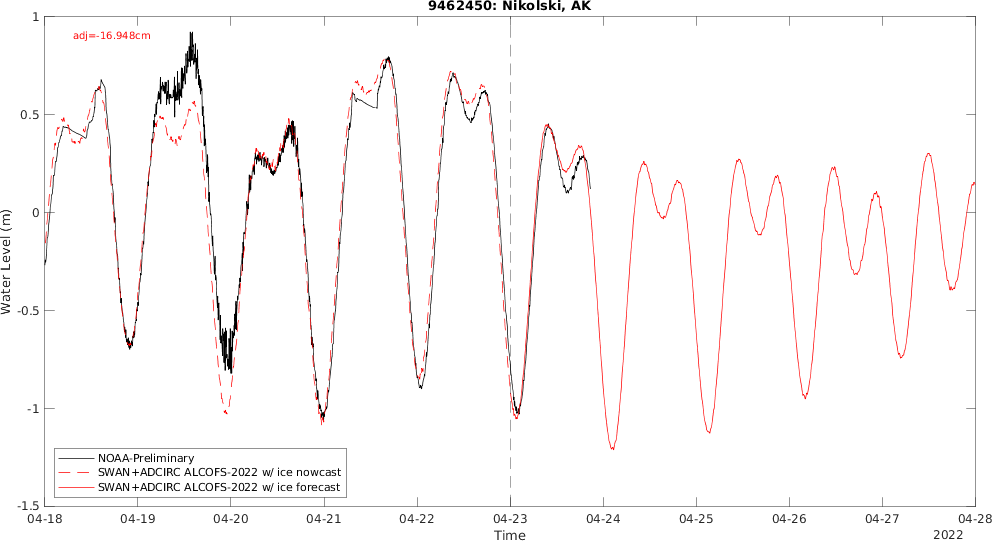 9462450: Nikolski, AK
adj=-16.948cm
Water Level (m)
1
0.5
0
-0.5
-1
-1.5
NOAA-Preliminary
SWAN+ADCIRC ALCOFS-2022 w/ ice nowcast
SWAN+ADCIRC ALCOFS-2022 w/ ice forecast
04-18 04-19 04-20 04-21 04-22 04-23 04-24 04-25 04-26 04-27 04-28
Time
2022